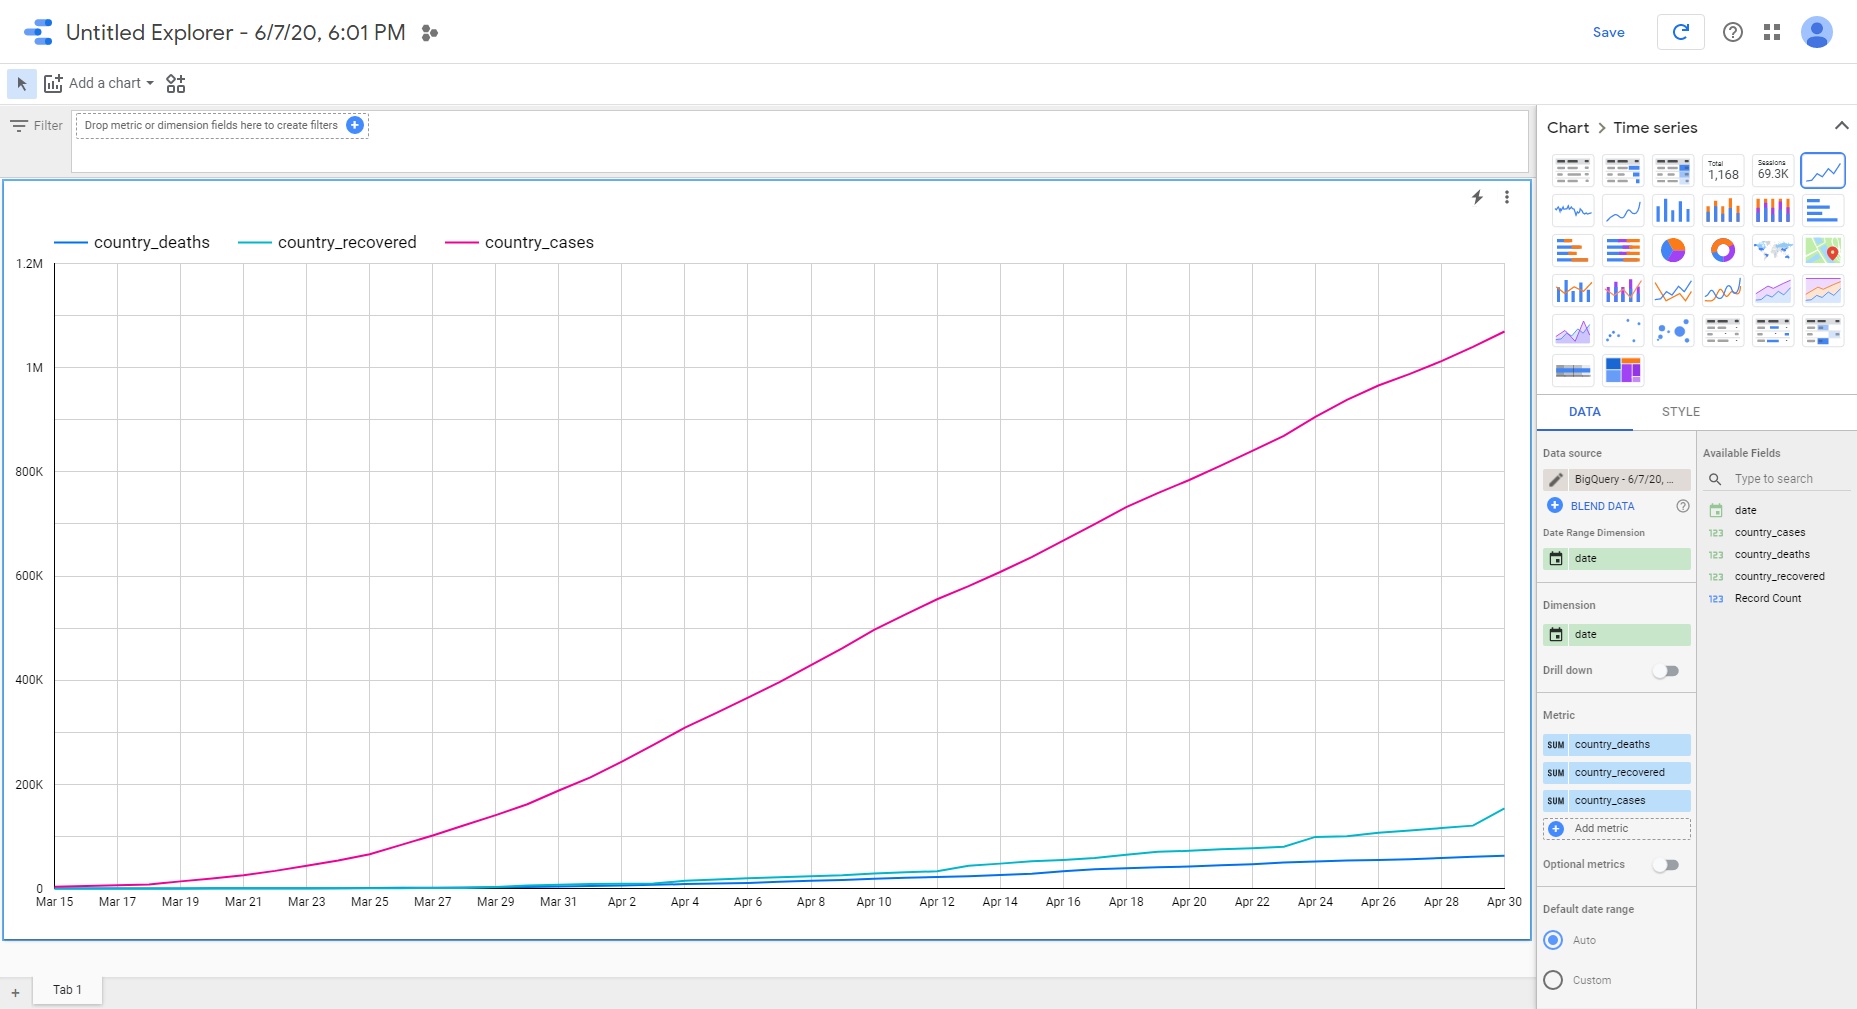 Untitled Explorer - 6/7/20, 6:01 PM
Save
Add a chart
Filter
Drop metric or dimension fields here to create filters
country_deaths country_recovered country_cases
1.2M
1M
800K
600K
400K
200K
0
Mar 15 Mar 17 Mar 19 Mar 21 Mar 23 Mar 25 Mar 27 Mar 29 Mar 31 Apr 2 Apr 4 Apr 6 Apr 8 Apr 10 Apr 12 Apr 14 Apr 16 Apr 18 Apr 20 Apr 22 Apr 24 Apr 26 Apr 28 Apr 30
+ Tab 1
Chart > Time series
Total
1,168
Sessions
69.3K
DATA STYLE
Data source
BigQuery - 6/7/20, ...
BLEND DATA
Date Range Dimension
date
Dimension
date
Drill down
Metric
SUM country_deaths
SUM country_recovered
SUM country_cases
Add metric
Optional metrics
Default date range
Auto
Custom
Available Fields
Type to search
date
123 country_cases
123 country_deaths
123 country_recovered
123 Record Count